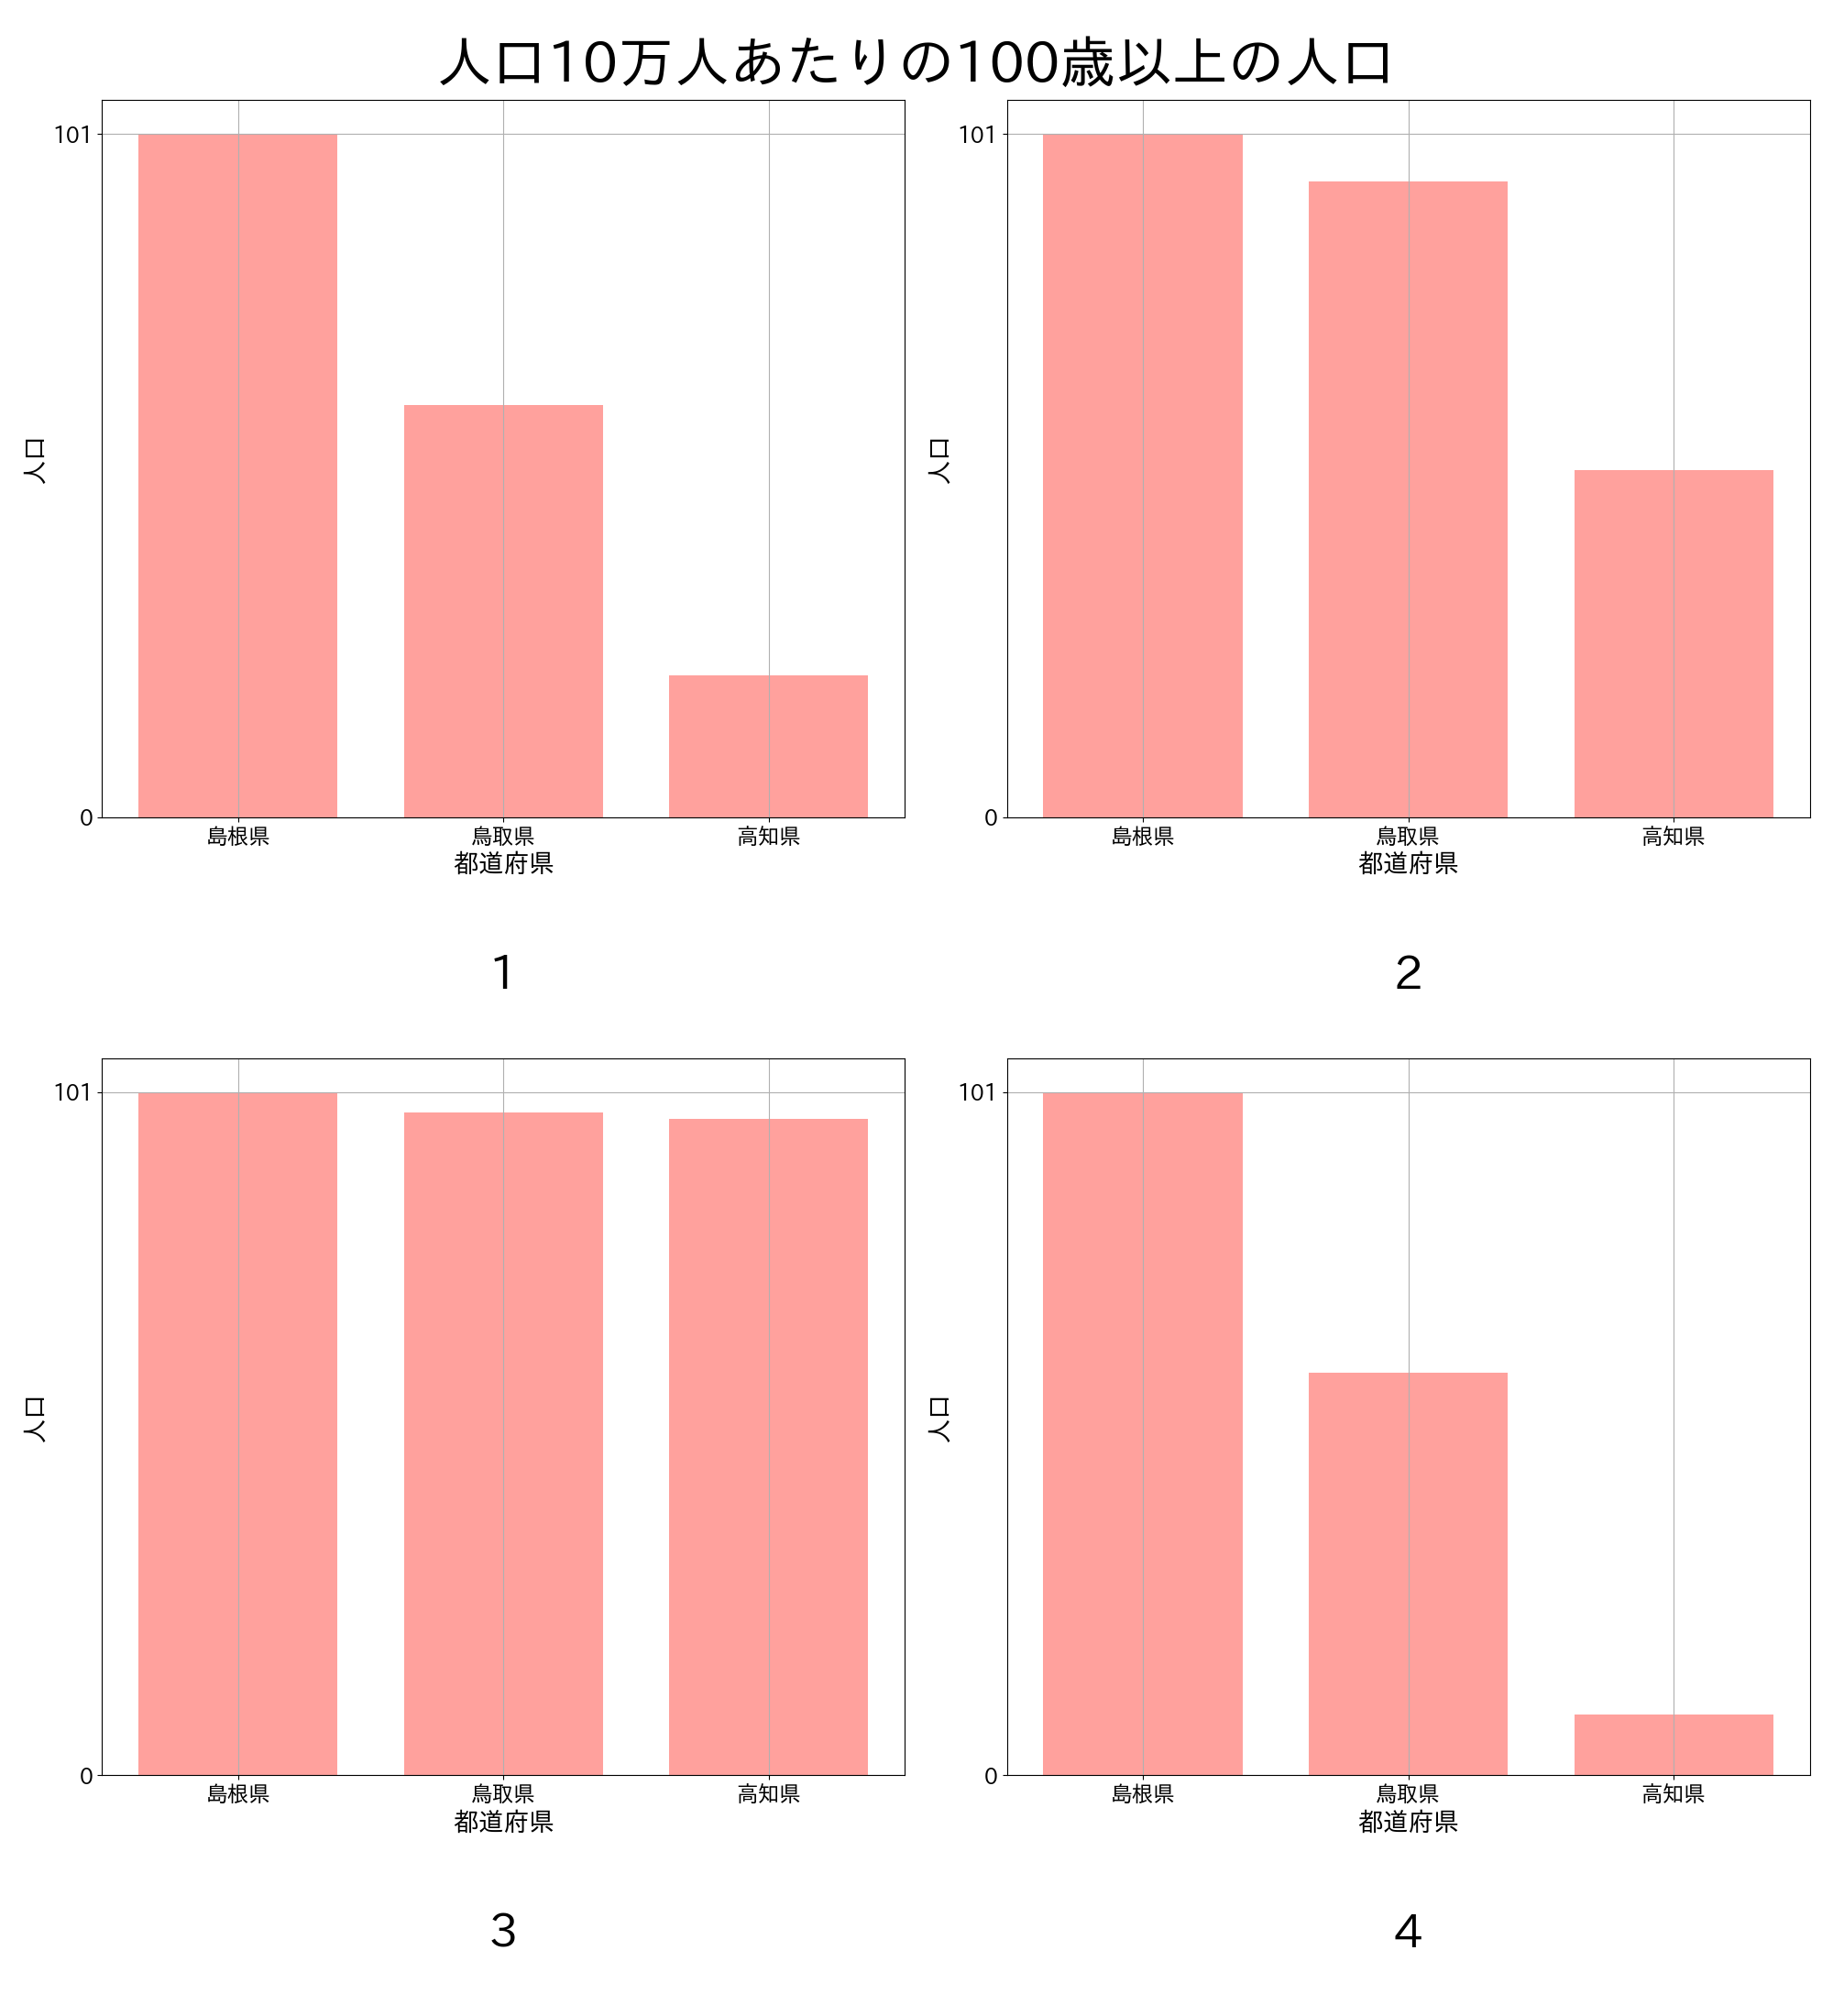 人口10万人あたりの100歳以上の人口
101
0
人口
島根県 鳥取県 高知県
都道府県
1
101
0
人口
島根県 鳥取県 高知県
都道府県
2
101
0
人口
島根県 鳥取県 高知県
都道府県
3
101
0
人口
島根県 鳥取県 高知県
都道府県
4